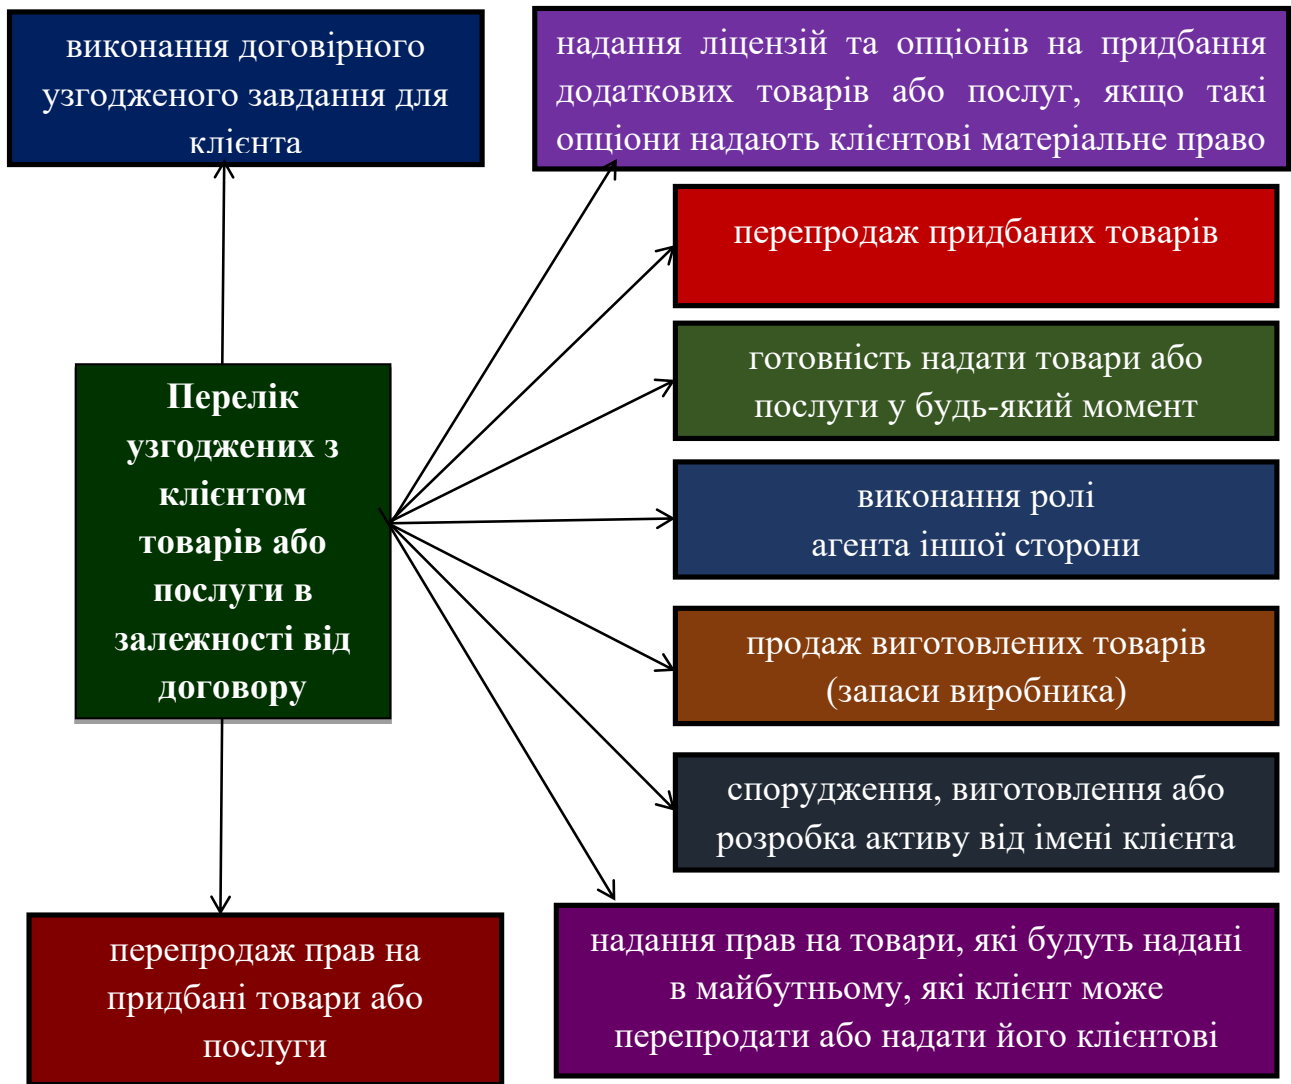 виконання договірного
узгодженого завдання для
клієнта
надання ліцензій та опціонів на придбання
додаткових товарів або послуг, якщо такі
опціони надають клієнтові матеріальне право
перепродаж придбаних товарів
готовність надати товари або
послуги у будь-який момент
Перелік
узгоджених з
клієнтом
товарів або
послуги в
залежності від
договору
виконання ролі
агента іншої сторони
продаж виготовлених товарів
(запаси виробника)
спорудження, виготовлення або
розробка активу від імені клієнта
перепродаж прав на
придбані товари або
послуги
надання прав на товари, які будуть надані
в майбутньому, які клієнт може
перепродати або надати його клієнтові